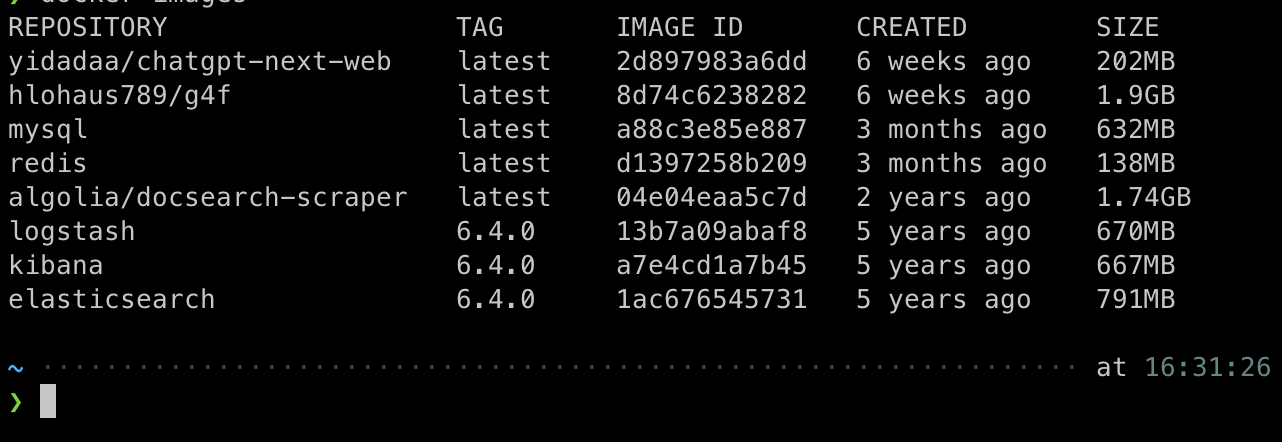 ❯ docker images
REPOSITORY TAG IMAGE ID CREATED SIZE
yidadaa/chatgpt-next-web latest 2d897983a6dd 6 weeks ago 202MB
hlohaus789/g4f latest 8d74c6238282 6 weeks ago 1.9GB
mysql latest a88c3e85e887 3 months ago 632MB
redis latest d1397258b209 3 months ago 138MB
algolia/docsearch-scraper latest 04e04eaa5c7d 2 years ago 1.74GB
logstash 6.4.0 13b7a09abaf8 5 years ago 670MB
kibana 6.4.0 a7e4cd1a7b45 5 years ago 667MB
elasticsearch 6.4.0 1ac676545731 5 years ago 791MB
~ at 16:31:26
❯